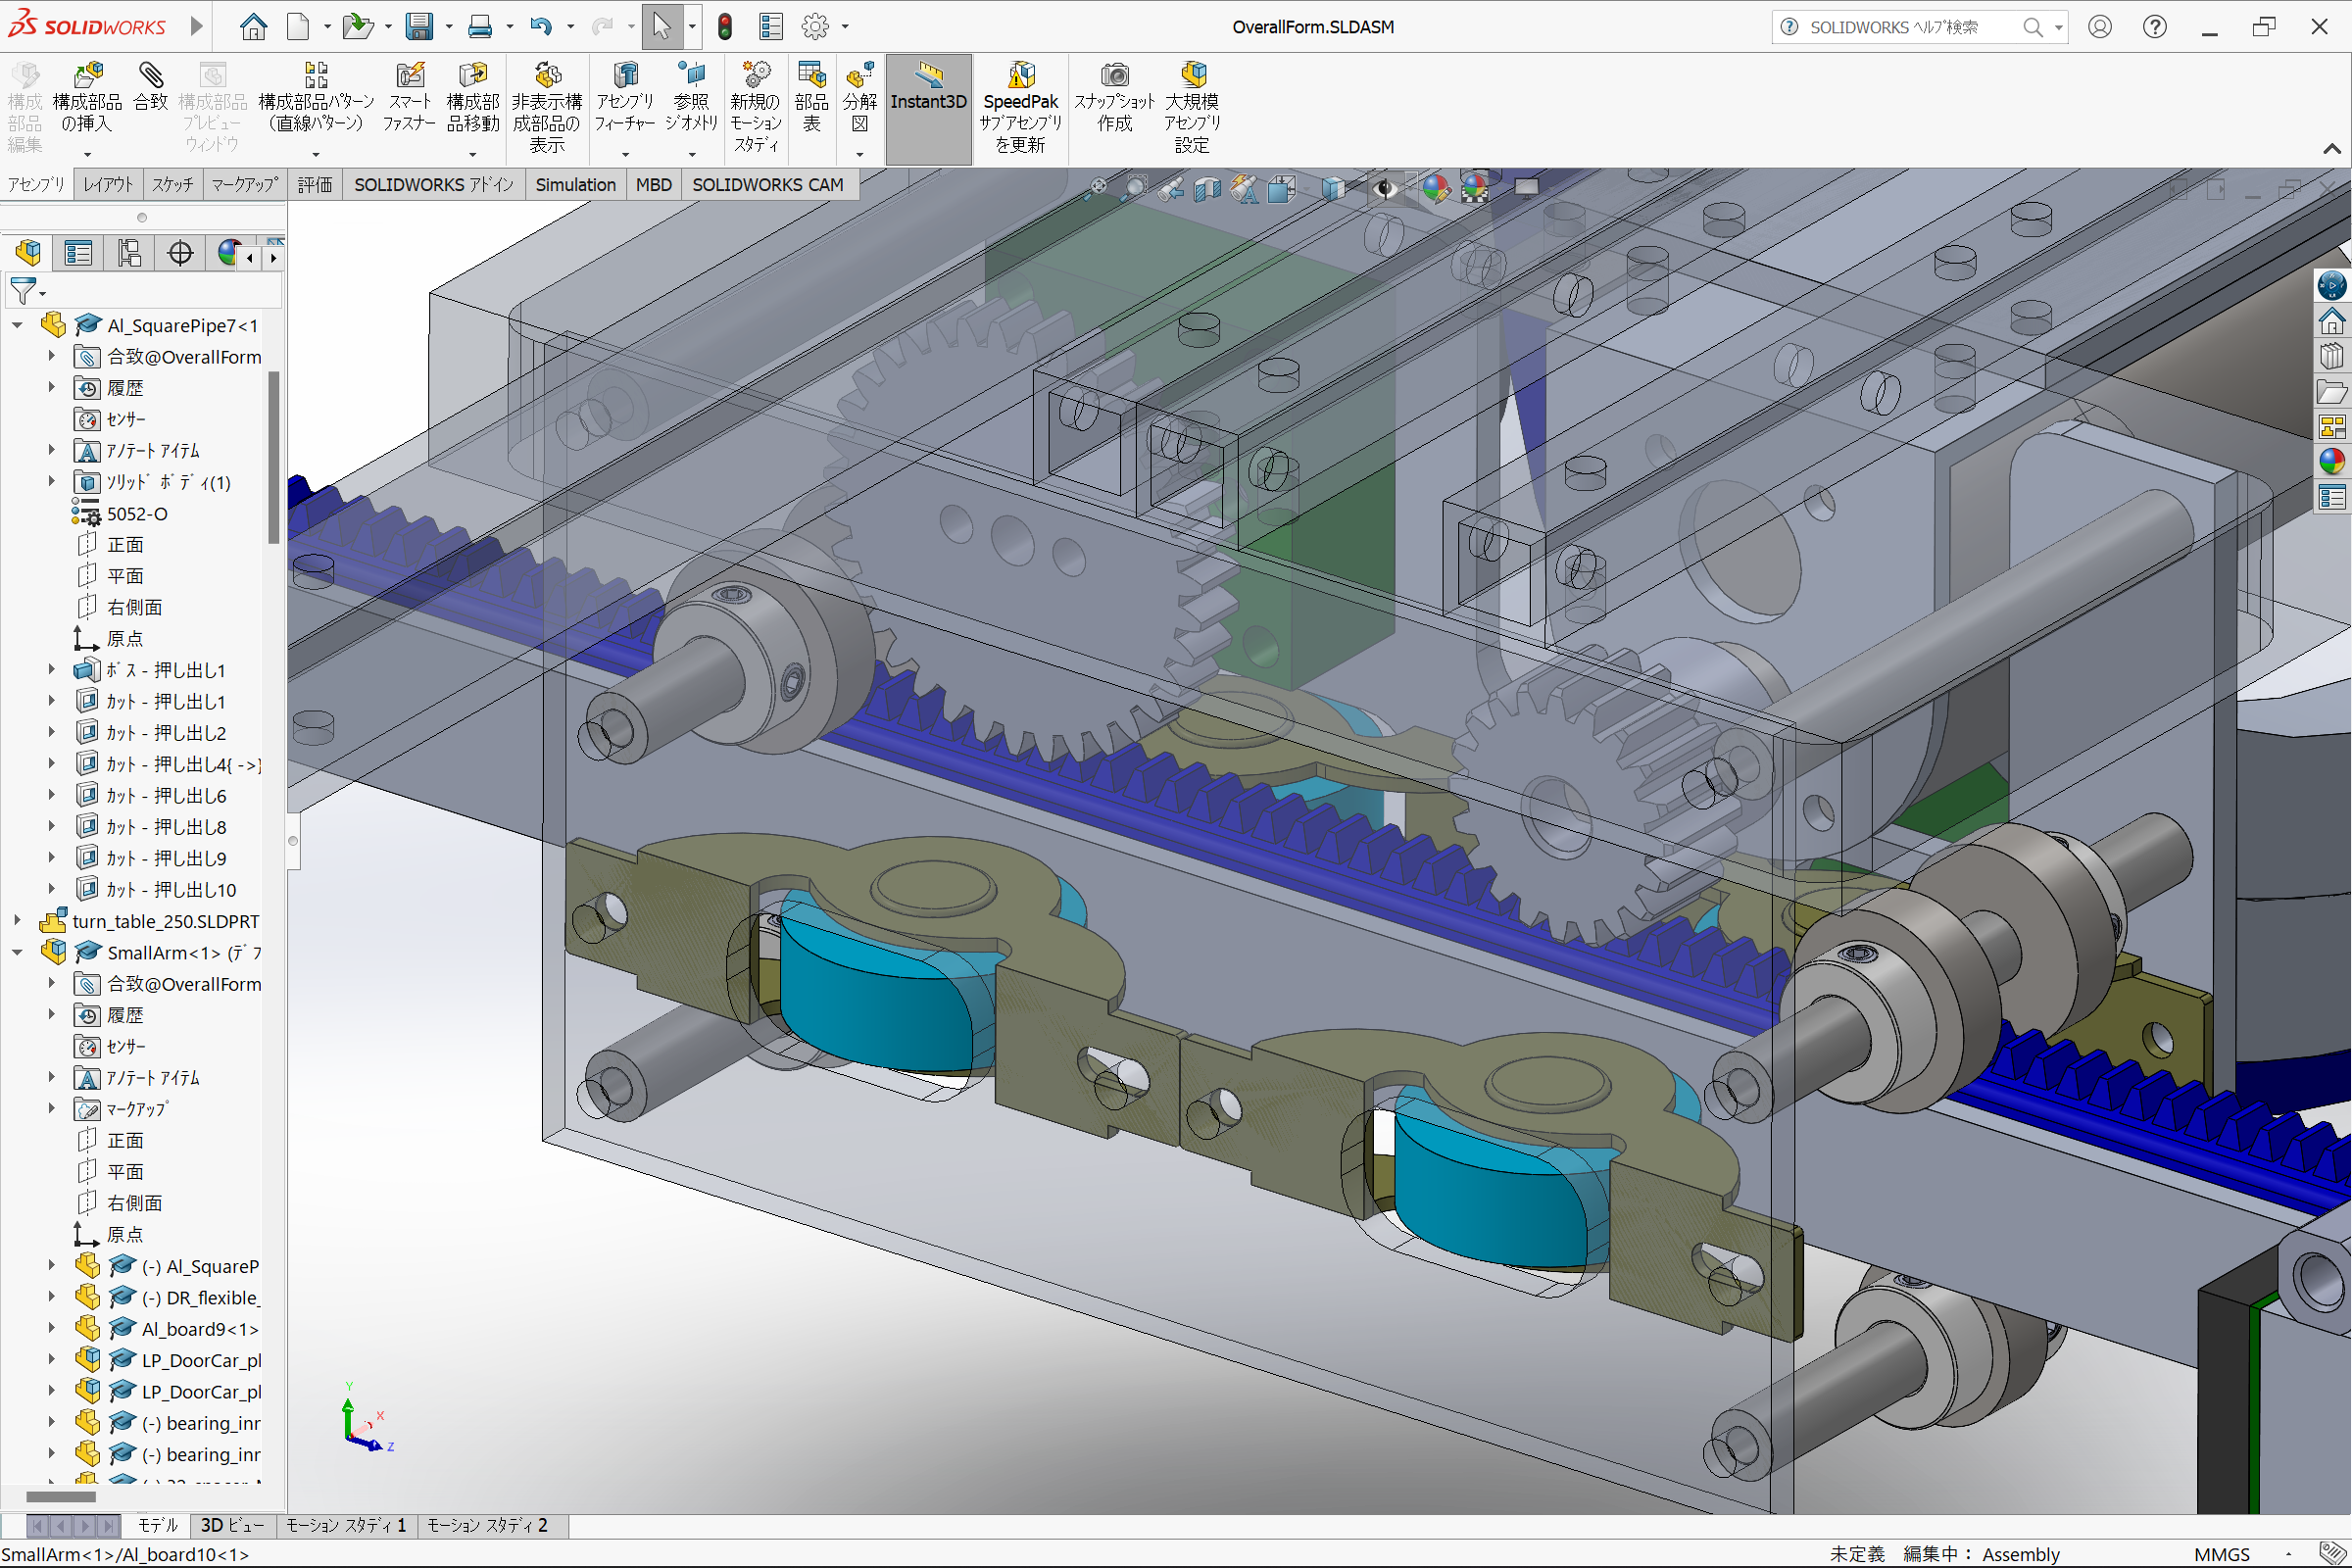 SOLIDWORKS
OverallForm.SLDASM
SOLIDWORKS ヘルプ検索
構成部品編集
構成部品の挿入
合致
構成部品プレビューウィンドウ
構成部品パターン(直線パターン)
スマートファスナー
構成部品移動
非表示構成部品の表示
アセンブリフィーチャー
参照ジオメトリ
新規のモーションスタディ
部品表
分解図
Instant3D
SpeedPak サブアセンブリを更新
スナップショット作成
大規模アセンブリ設定
アセンブリ
レイアウト
スケッチ
マークアップ
評価
SOLIDWORKS アドイン
Simulation
MBD
SOLIDWORKS CAM
Al_SquarePipe7<1
合致@OverallForm
履歴
センサー
アノテート アイテム
ソリッド ボディ(1)
5052-O
正面
平面
右側面
原点
ボス - 押し出し1
カット - 押し出し1
カット - 押し出し2
カット - 押し出し4{ ->}
カット - 押し出し6
カット - 押し出し8
カット - 押し出し9
カット - 押し出し10
turn_table_250.SLDPRT
SmallArm<1> (デフ
合致@OverallForm
履歴
センサー
アノテート アイテム
マークアップ
正面
平面
右側面
原点
(-) Al_SquareP
(-) DR_flexible_
Al_board9<1>
LP_DoorCar_pl
LP_DoorCar_pl
(-) bearing_inr
(-) bearing_inr
Y
X
Z
モデル
3D ビュー
モーション スタディ 1
モーション スタディ 2
SmallArm<1>/Al_board10<1>
未定義
編集中： Assembly
MMGS